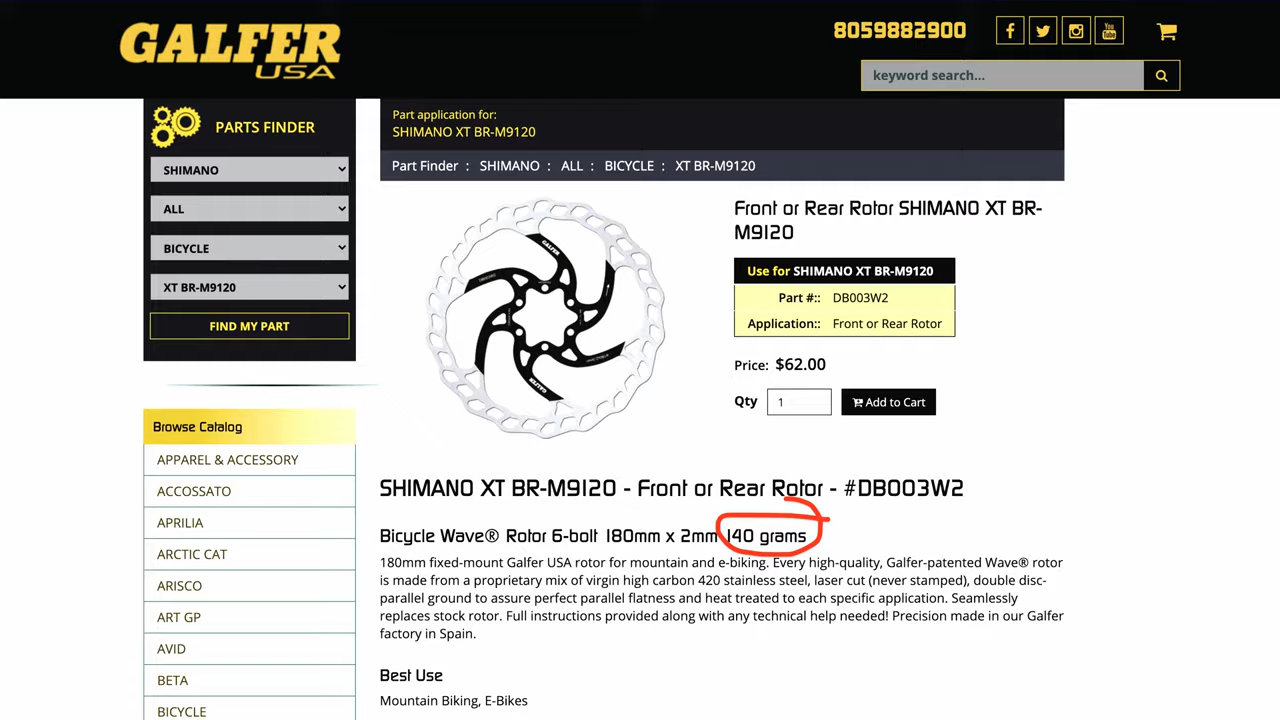 GALFER
USA
8059882900
f
You
Tube
keyword search...
PARTS FINDER
SHIMANO
ALL
BICYCLE
XT BR-M9120
FIND MY PART
Browse Catalog
APPAREL & ACCESSORY
ACCOSSATO
APRILIA
ARCTIC CAT
ARISCO
ART GP
AVID
BETA
BICYCLE
Part application for:
SHIMANO XT BR-M9120
Part Finder : SHIMANO : ALL : BICYCLE : XT BR-M9120
GALFER
GALFER
Front or Rear Rotor SHIMANO XT BR-
M9120
Use for SHIMANO XT BR-M9120
Part #:: DB003W2
Application:: Front or Rear Rotor
Price: $62.00
Qty 1 Add to Cart
SHIMANO XT BR-M9120 - Front or Rear Rotor - #DB003W2
Bicycle Wave® Rotor 6-bolt 180mm x 2mm 140 grams
180mm fixed-mount Galfer USA rotor for mountain and e-biking. Every high-quality, Galfer-patented Wave® rotor
is made from a proprietary mix of virgin high carbon 420 stainless steel, laser cut (never stamped), double disc-
parallel ground to assure perfect parallel flatness and heat treated to each specific application. Seamlessly
replaces stock rotor. Full instructions provided along with any technical help needed! Precision made in our Galfer
factory in Spain.
Best Use
Mountain Biking, E-Bikes